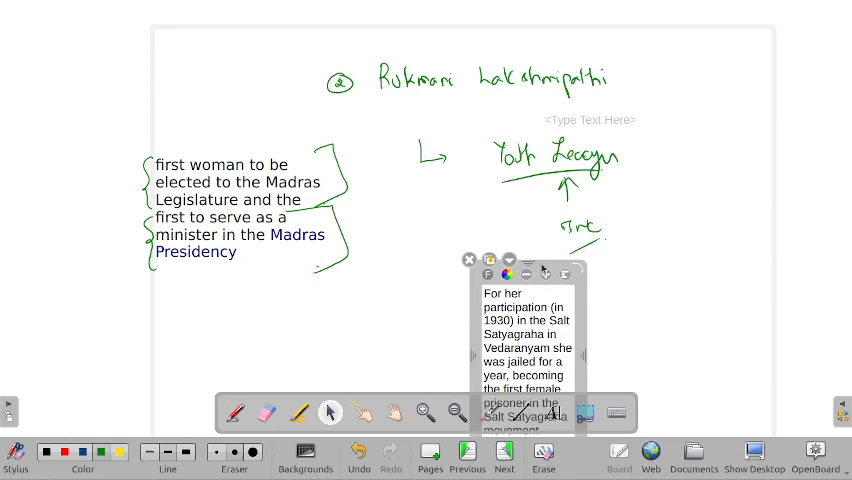 ② Rukmani Lakshmipathi
<Type Text Here>
Youth League
first woman to be
elected to the Madras
Legislature and the
first to serve as a
minister in the Madras
Presidency
F
For her
participation (in
1930) in the Salt
Satyagraha in
Vedaranyam she
was jailed for a
year, becoming
the first female
prisoner in the
Salt Satyagraha
movement
Stylus
Color
Line
Eraser
Backgrounds
Undo
Redo
Pages
Previous
Next
Erase
Board
Web
Documents
Show Desktop
OpenBoard